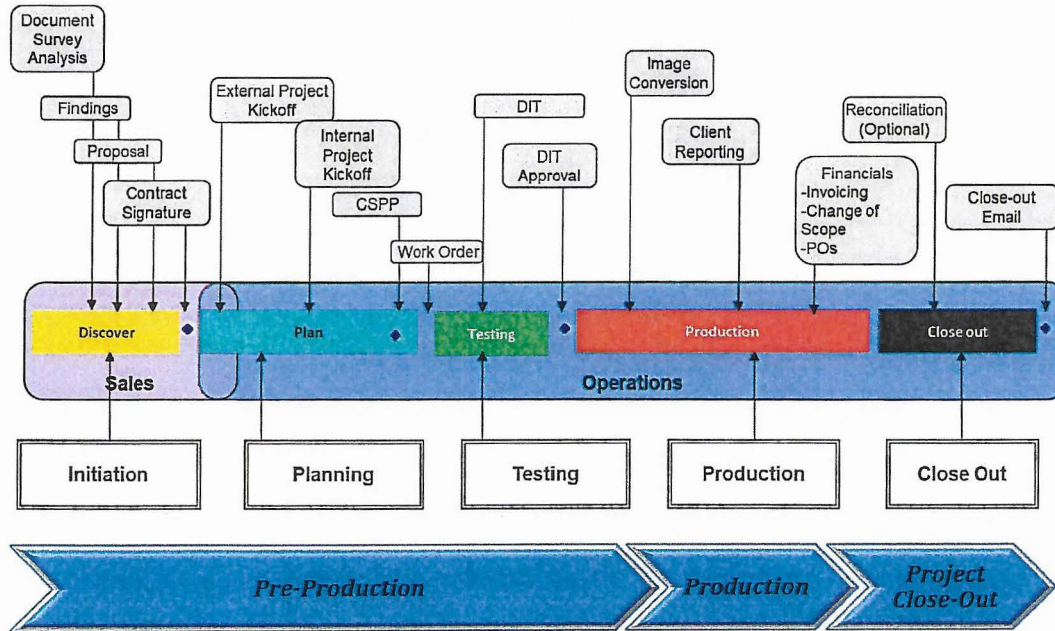 Document
Survey
Analysis
Findings
Proposal
Contract
Signature
External Project
Kickoff
Internal
Project
Kickoff
CSPP
Work Order
DIT
DIT
Approval
Image
Conversion
Client
Reporting
Financials
-Invoicing
-Change of
Scope
-POs
Reconciliation
(Optional)
Close-out
Email
Discover
Plan
Testing
Production
Close out
Sales
Operations
Initiation
Planning
Testing
Production
Close Out
Pre-Production
Production
Project
Close-Out